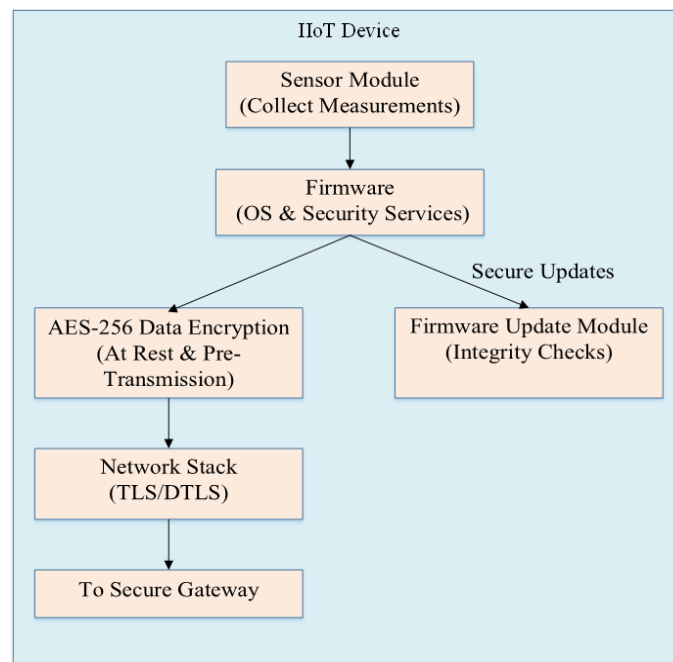 IIoT Device
Sensor Module
(Collect Measurements)
Firmware
(OS & Security Services)
Secure Updates
AES-256 Data Encryption
(At Rest & Pre-
Transmission)
Firmware Update Module
(Integrity Checks)
Network Stack
(TLS/DTLS)
To Secure Gateway